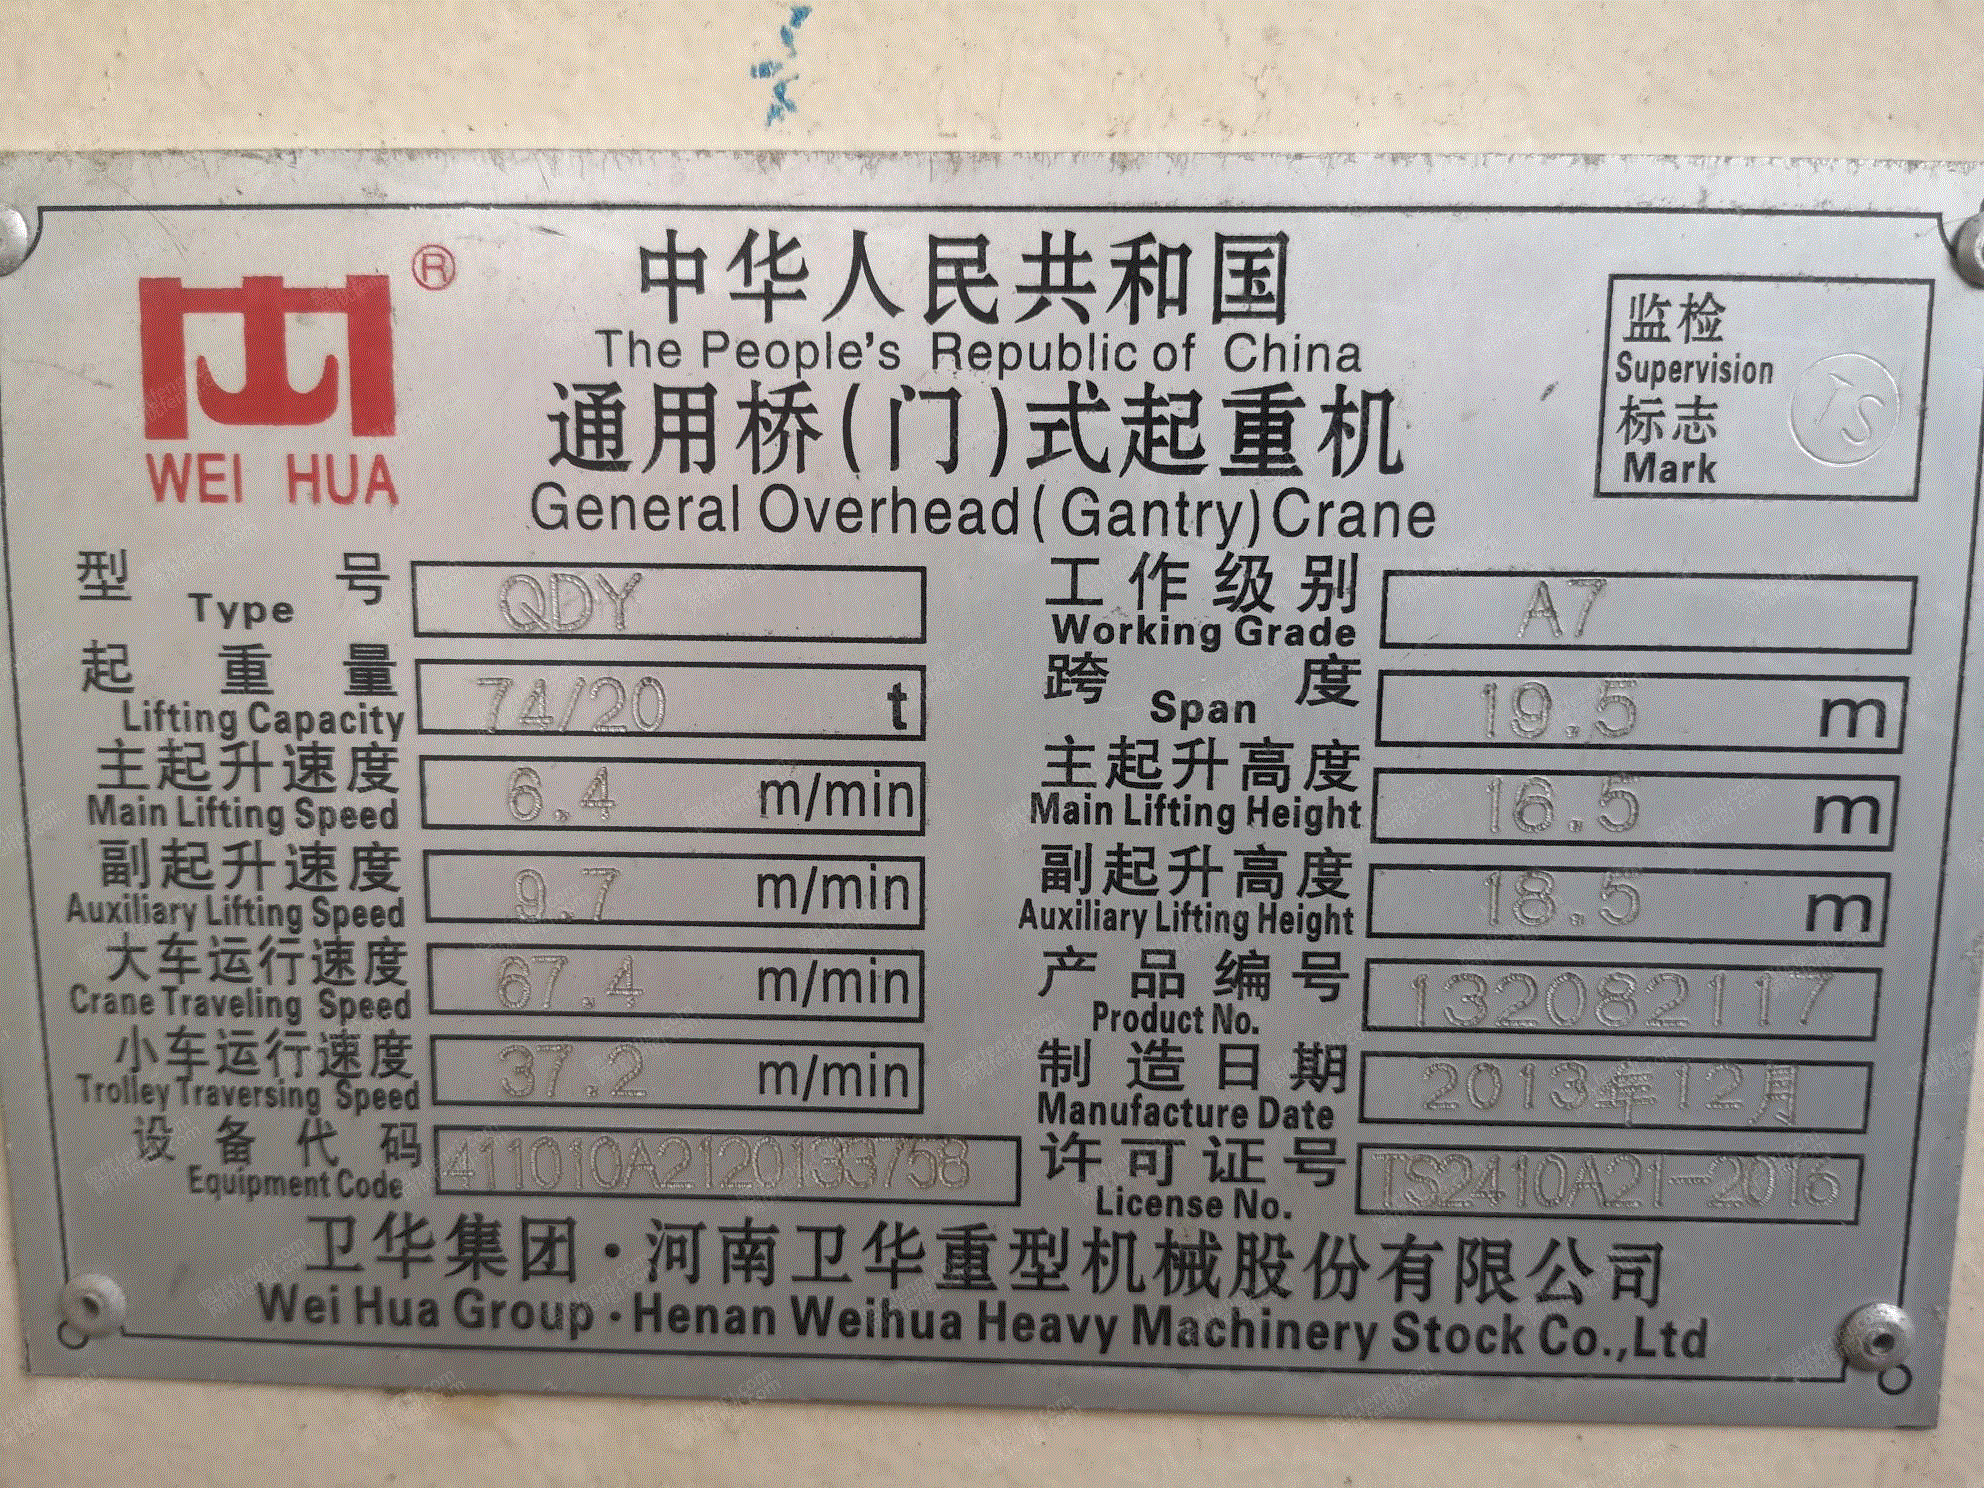 ®
WEI HUA
中华人民共和国
The People's Republic of China
通用桥(门)式起重机
General Overhead(Gantry)Crane
监检
Supervision
标志
Mark
TS
型号 QDY
Type
工作级别 A7
Working Grade
起重量 74/20 t
Lifting Capacity
跨度 19.5 m
Span
主起升速度 6.4 m/min
Main Lifting Speed
主起升高度 16.5 m
Main Lifting Height
副起升速度 9.7 m/min
Auxiliary Lifting Speed
副起升高度 18.5 m
Auxiliary Lifting Height
大车运行速度 67.4 m/min
Crane Traveling Speed
产品编号 132082117
Product No.
小车运行速度 37.2 m/min
Trolley Traversing Speed
制造日期 2013年12月
Manufacture Date
设备代码 411010A2120133758
Equipment Code
许可证号 TS2410A21-2016
License No.
卫华集团·河南卫华重型机械股份有限公司
Wei Hua Group·Henan Weihua Heavy Machinery Stock Co.,Ltd